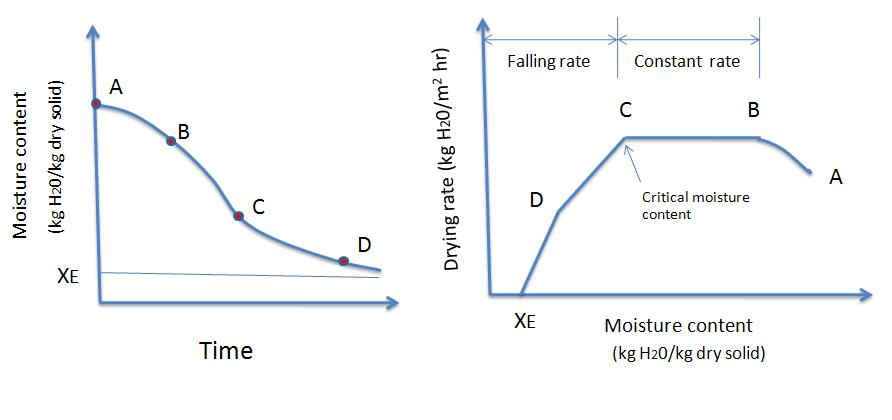 Moisture content
(kg H20/kg dry solid)
A
B
C
D
XE
Time
Drying rate (kg H20/m² hr)
Falling rate
Constant rate
C
B
A
D
Critical moisture
content
XE
Moisture content
(kg H20/kg dry solid)